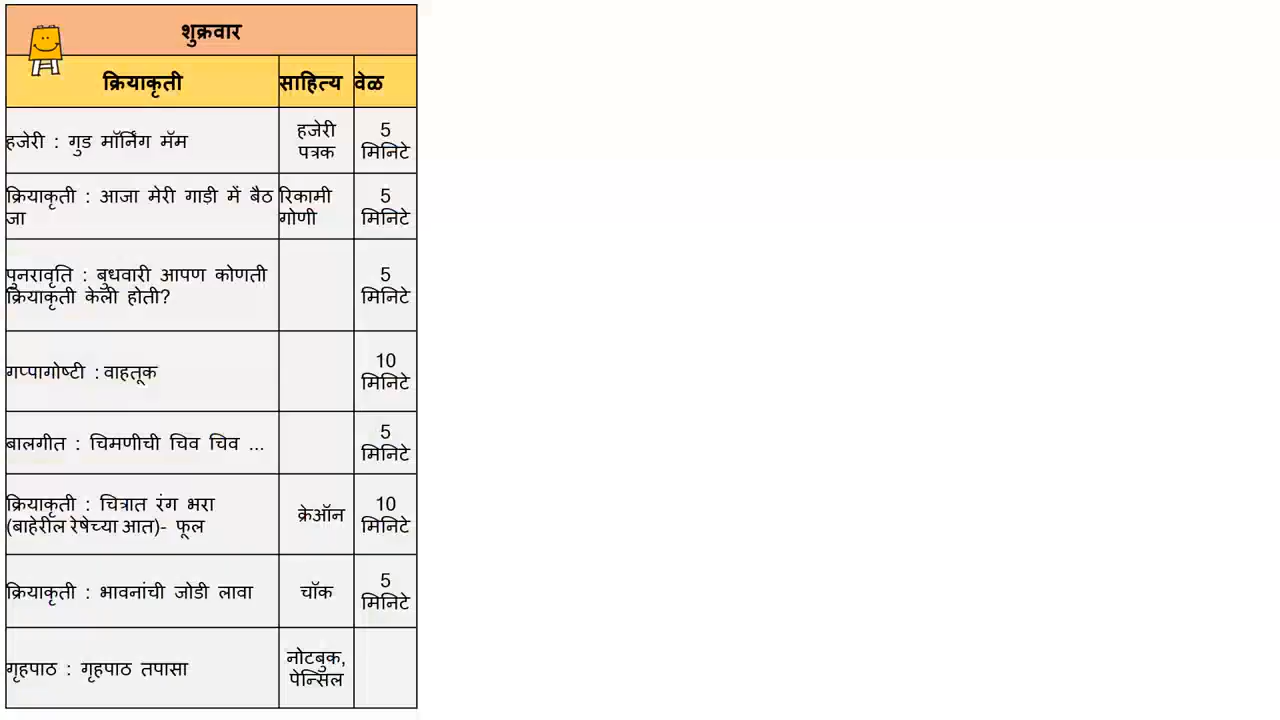 शुक्रवार
क्रियाकृती साहित्य वेळ
हजेरी : गुड मॉर्निंग मॅम
हजेरी
पत्रक
5
मिनिटे
क्रियाकृती : आजा मेरी गाड़ी में बैठ
जा
रिकामी
गोणी
5
मिनिटे
पुनरावृति : बुधवारी आपण कोणती
क्रियाकृती केली होती?
5
मिनिटे
गप्पागोष्टी : वाहतूक
10
मिनिटे
बालगीत : चिमणीची चिव चिव ...
5
मिनिटे
क्रियाकृती : चित्रात रंग भरा
(बाहेरील रेषेच्या आत)- फूल
क्रेऑन
10
मिनिटे
क्रियाकृती : भावनांची जोडी लावा
चॉक
5
मिनिटे
गृहपाठ : गृहपाठ तपासा
नोटबुक,
पेन्सिल